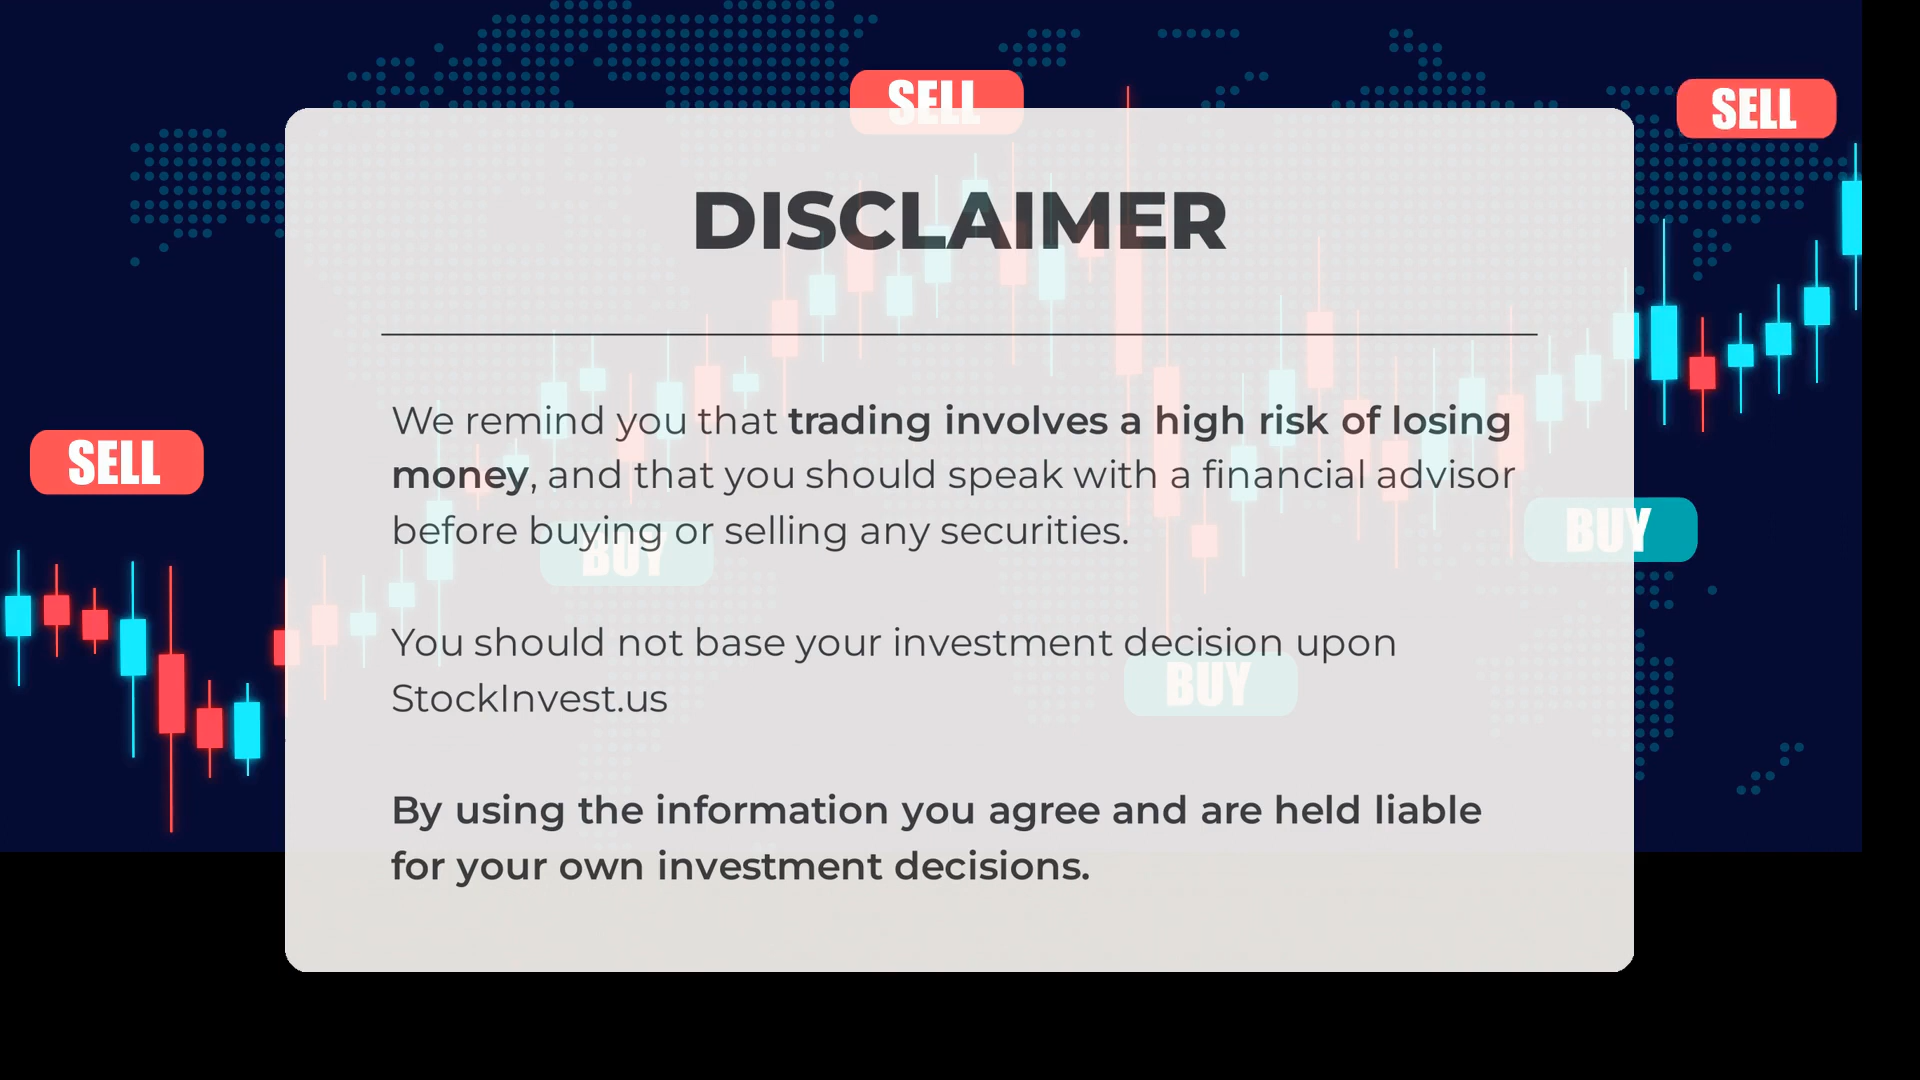 SELL
SELL
DISCLAIMER
We remind you that trading involves a high risk of losing
money, and that you should speak with a financial advisor
before buying or selling any securities.
SELL
BUY
BUY
You should not base your investment decision upon
StockInvest.us
BUY
By using the information you agree and are held liable
for your own investment decisions.